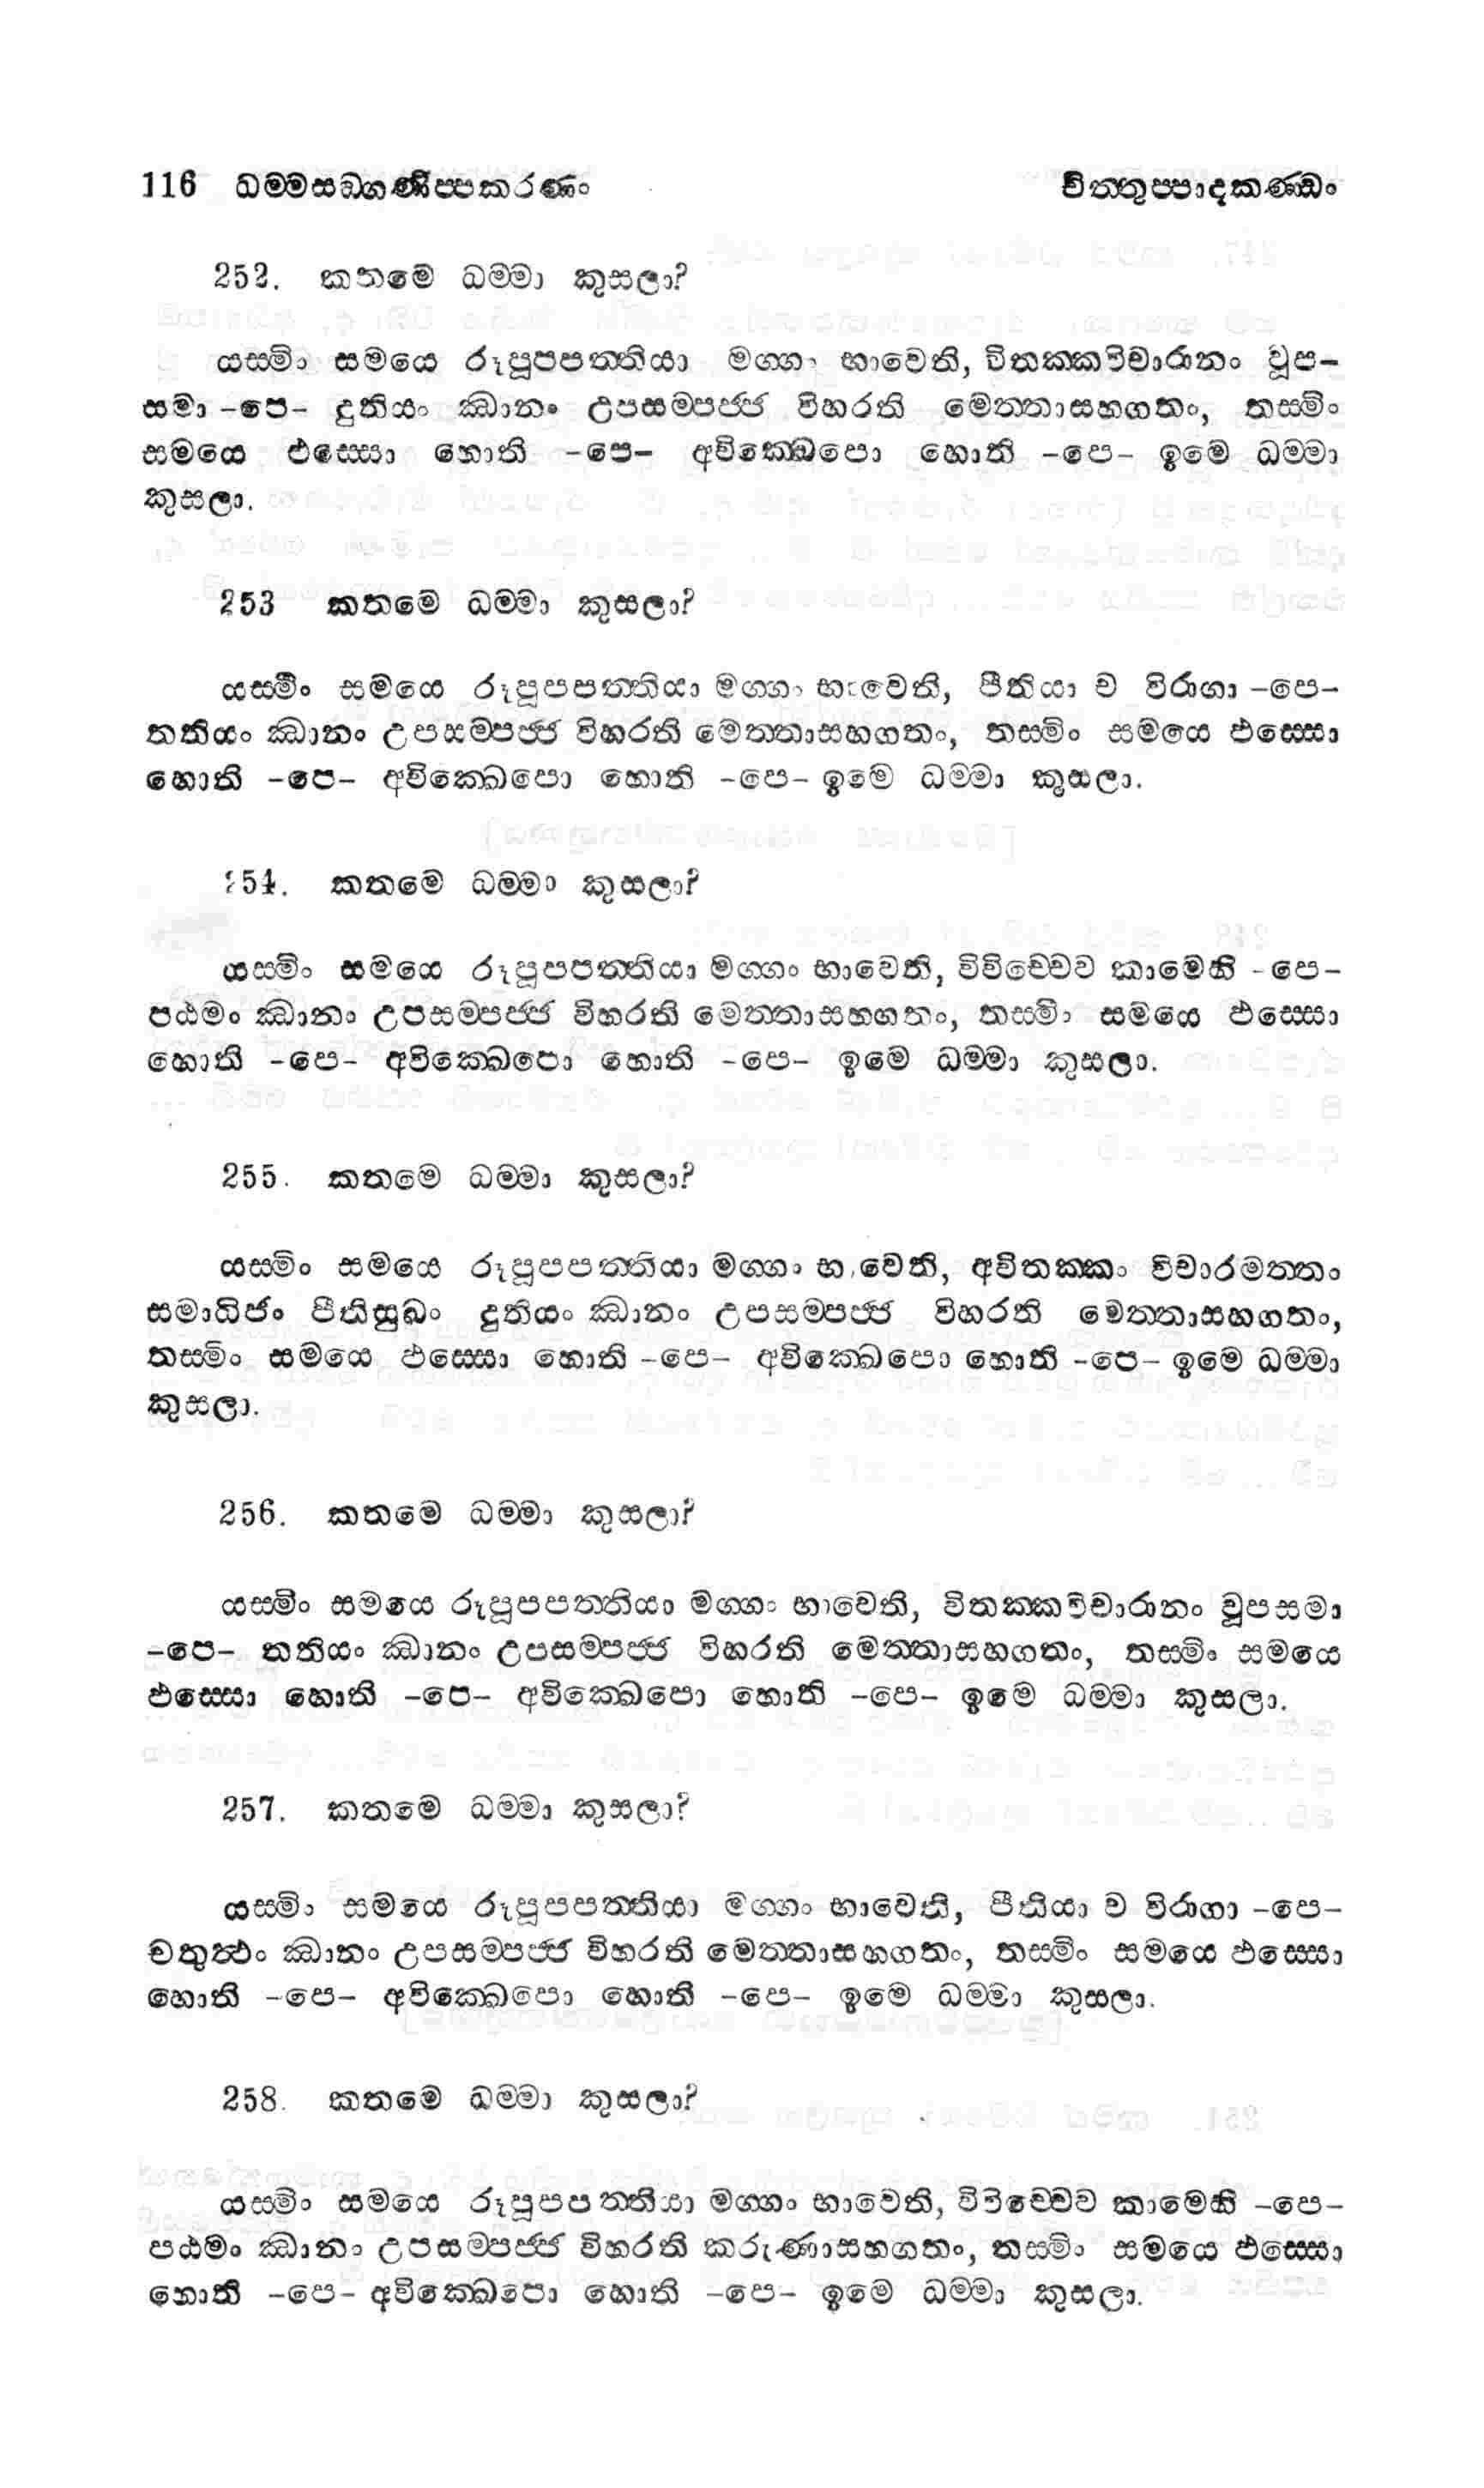 116 ධම්මසඞ්ගණිප්පකරණං චිත්තුප්පාදකණ්ඩං
252. කතමෙ ධම්මා කුසලා?
යස්මිං සමයෙ රූපූපපත්තියා මග්ගං භාවෙති, විතක්කවිචාරානං වූප-
සමා -පෙ- දුතියං ඣානං උපසම්පජ්ජ විහරති මෙත්තාසහගතං, තස්මිං
සමයෙ ඵස්සො හොති -පෙ- අවික්ඛෙපො හොති -පෙ- ඉමෙ ධම්මා
කුසලා.
253 කතමෙ ධම්මා කුසලා?
යස්මිං සමයෙ රූපූපපත්තියා මග්ගං භාවෙති, පීතියා ච විරාගා -පෙ-
තතියං ඣානං උපසම්පජ්ජ විහරති මෙත්තාසහගතං, තස්මිං සමයෙ ඵස්සො
හොති -පෙ- අවික්ඛෙපො හොති -පෙ- ඉමෙ ධම්මා කුසලා.
254. කතමෙ ධම්මා කුසලා?
යස්මිං සමයෙ රූපූපපත්තියා මග්ගං භාවෙති, විවිච්චෙව කාමෙහි -පෙ-
පඨමං ඣානං උපසම්පජ්ජ විහරති මෙත්තාසහගතං, තස්මිං සමයෙ ඵස්සො
හොති -පෙ- අවික්ඛෙපො හොති -පෙ- ඉමෙ ධම්මා කුසලා.
255. කතමෙ ධම්මා කුසලා?
යස්මිං සමයෙ රූපූපපත්තියා මග්ගං භාවෙති, අවිතක්කං විචාරමත්තං
සමාධිජං පීතිසුඛං දුතියං ඣානං උපසම්පජ්ජ විහරති මෙත්තාසහගතං,
තස්මිං සමයෙ ඵස්සො හොති -පෙ- අවික්ඛෙපො හොති -පෙ- ඉමෙ ධම්මා
කුසලා.
256. කතමෙ ධම්මා කුසලා?
යස්මිං සමයෙ රූපූපපත්තියා මග්ගං භාවෙති, විතක්කවිචාරානං වූපසමා
-පෙ- තතියං ඣානං උපසම්පජ්ජ විහරති මෙත්තාසහගතං, තස්මිං සමයෙ
ඵස්සො හොති -පෙ- අවික්ඛෙපො හොති -පෙ- ඉමෙ ධම්මා කුසලා.
257. කතමෙ ධම්මා කුසලා?
යස්මිං සමයෙ රූපූපපත්තියා මග්ගං භාවෙති, පීතියා ච විරාගා -පෙ-
චතුත්ථං ඣානං උපසම්පජ්ජ විහරති මෙත්තාසහගතං, තස්මිං සමයෙ ඵස්සො
හොති -පෙ- අවික්ඛෙපො හොති -පෙ- ඉමෙ ධම්මා කුසලා.
258. කතමෙ ධම්මා කුසලා?
යස්මිං සමයෙ රූපූපපත්තියා මග්ගං භාවෙති, විවිච්චෙව කාමෙහි -පෙ-
පඨමං ඣානං උපසම්පජ්ජ විහරති කරුණාසහගතං, තස්මිං සමයෙ ඵස්සො
හොති -පෙ- අවික්ඛෙපො හොති -පෙ- ඉමෙ ධම්මා කුසලා.